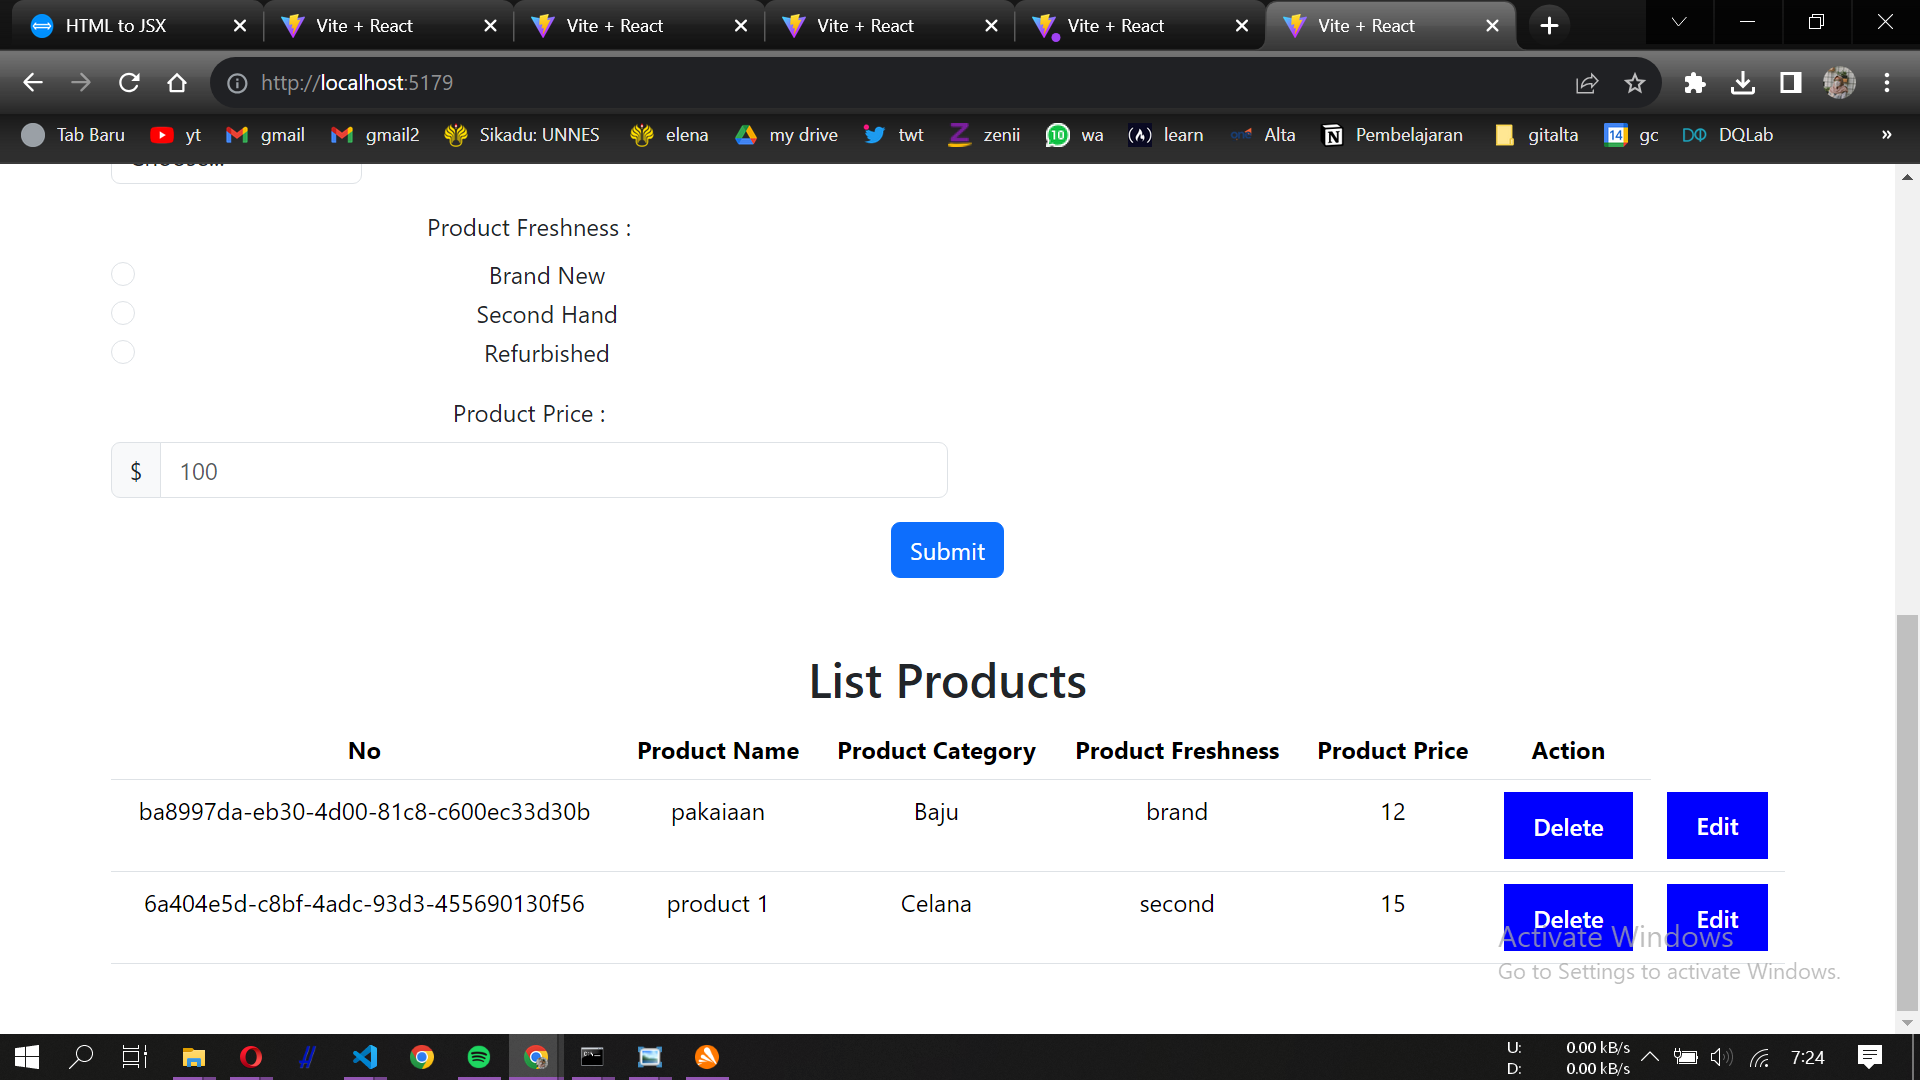 HTML to JSX Vite + React Vite + React Vite + React Vite + React Vite + React
http://localhost:5179
Tab Baru yt gmail gmail2 Sikadu: UNNES elena my drive twt zenii 10 wa learn Alta Pembelajaran gitalta 14 gc DQLab »
Choose...
Product Freshness :
Brand New
Second Hand
Refurbished
Product Price :
$ 100
Submit
List Products
No Product Name Product Category Product Freshness Product Price Action
ba8997da-eb30-4d00-81c8-c600ec33d30b pakaiaan Baju brand 12 Delete Edit
6a404e5d-c8bf-4adc-93d3-455690130f56 product 1 Celana second 15 Delete Edit
Activate Windows
Go to Settings to activate Windows.
U: 0.00 kB/s
D: 0.00 kB/s
7:24